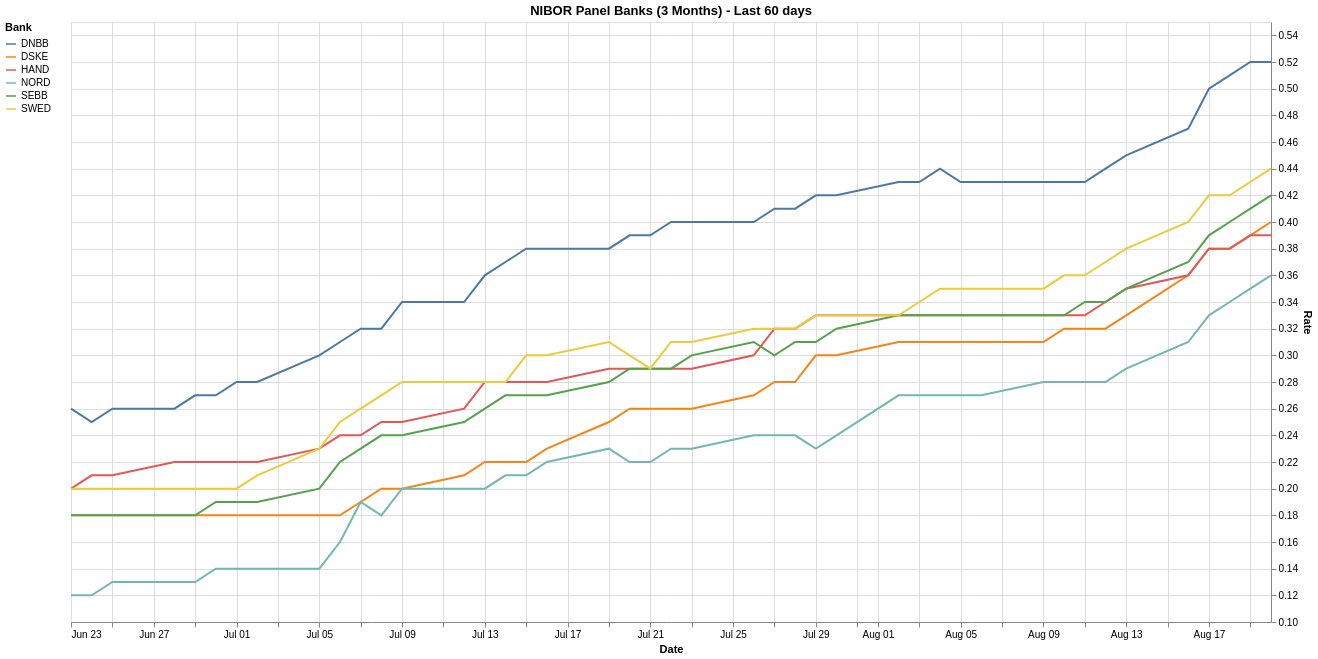 NIBOR Panel Banks (3 Months) - Last 60 days
Bank
DNBB
DSKE
HAND
NORD
SEBB
SWED
0.54
0.52
0.50
0.48
0.46
0.44
0.42
0.40
0.38
0.36
0.34
0.32
0.30
0.28
0.26
0.24
0.22
0.20
0.18
0.16
0.14
0.12
0.10
Rate
Jun 23 Jun 27 Jul 01 Jul 05 Jul 09 Jul 13 Jul 17 Jul 21 Jul 25 Jul 29 Aug 01 Aug 05 Aug 09 Aug 13 Aug 17
Date